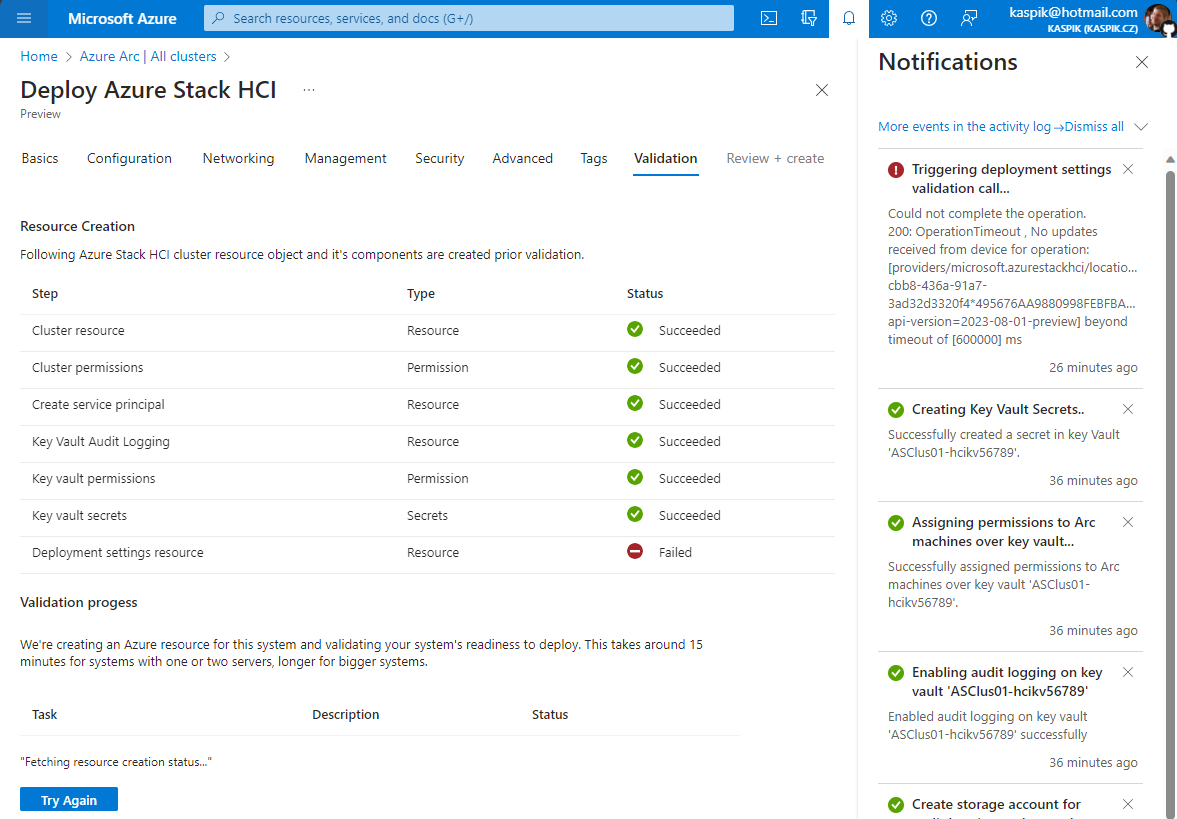 Microsoft Azure
Search resources, services, and docs (G+/)
kaspik@hotmail.com
KASPIK (KASPIK.CZ)
Home > Azure Arc | All clusters >
Deploy Azure Stack HCI ...
Preview
Basics Configuration Networking Management Security Advanced Tags Validation Review + create
Resource Creation
Following Azure Stack HCI cluster resource object and it's components are created prior validation.
Step Type Status
Cluster resource Resource Succeeded
Cluster permissions Permission Succeeded
Create service principal Resource Succeeded
Key Vault Audit Logging Resource Succeeded
Key vault permissions Permission Succeeded
Key vault secrets Secrets Succeeded
Deployment settings resource Resource Failed
Validation progess
We're creating an Azure resource for this system and validating your system's readiness to deploy. This takes around 15
minutes for systems with one or two servers, longer for bigger systems.
Task Description Status
"Fetching resource creation status..."
Try Again
Notifications
More events in the activity log → Dismiss all
Triggering deployment settings
validation call...
Could not complete the operation.
200: OperationTimeout , No updates
received from device for operation:
[providers/microsoft.azurestackhci/locatio...
cbb8-436a-91a7-
3ad32d3320f4*495676AA9880998FEBFBA...
api-version=2023-08-01-preview] beyond
timeout of [600000] ms
26 minutes ago
Creating Key Vault Secrets..
Successfully created a secret in key Vault
'ASClus01-hcikv56789'.
36 minutes ago
Assigning permissions to Arc
machines over key vault...
Successfully assigned permissions to Arc
machines over key vault 'ASClus01-
hcikv56789'.
36 minutes ago
Enabling audit logging on key
vault 'ASClus01-hcikv56789'
Enabled audit logging on key vault
'ASClus01-hcikv56789' successfully
36 minutes ago
Create storage account for